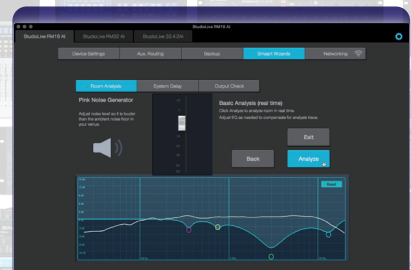 StudioLive RM16 AI
StudioLive RM16 AI
StudioLive RM32 AI
StudioLive SS 4.2AI
Device Settings
Aux. Routing
Backup
Smaart Wizards
Networking
Room Analysis
System Delay
Output Check
Pink Noise Generator
Adjust noise level so it is louder
than the ambient noise floor in
your venue.
Basic Analysis (real time)
Click Analyze to analyze room in real time.
Adjust EQ as needed to compensate for analysis trace.
Exit
Back
Analyze
Reset